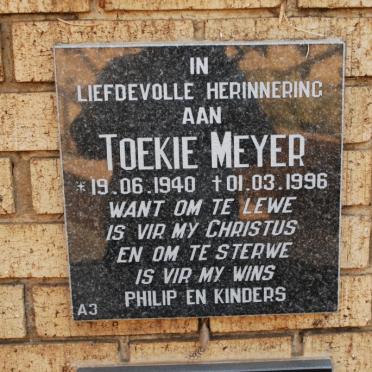 IN
LIEFDEVOLLE HERINNERING
AAN
TOEKIE MEYER
*19.06.1940 †01.03.1996
WANT OM TE LEWE
IS VIR MY CHRISTUS
EN OM TE STERWE
IS VIR MY WINS
PHILIP EN KINDERS
A3